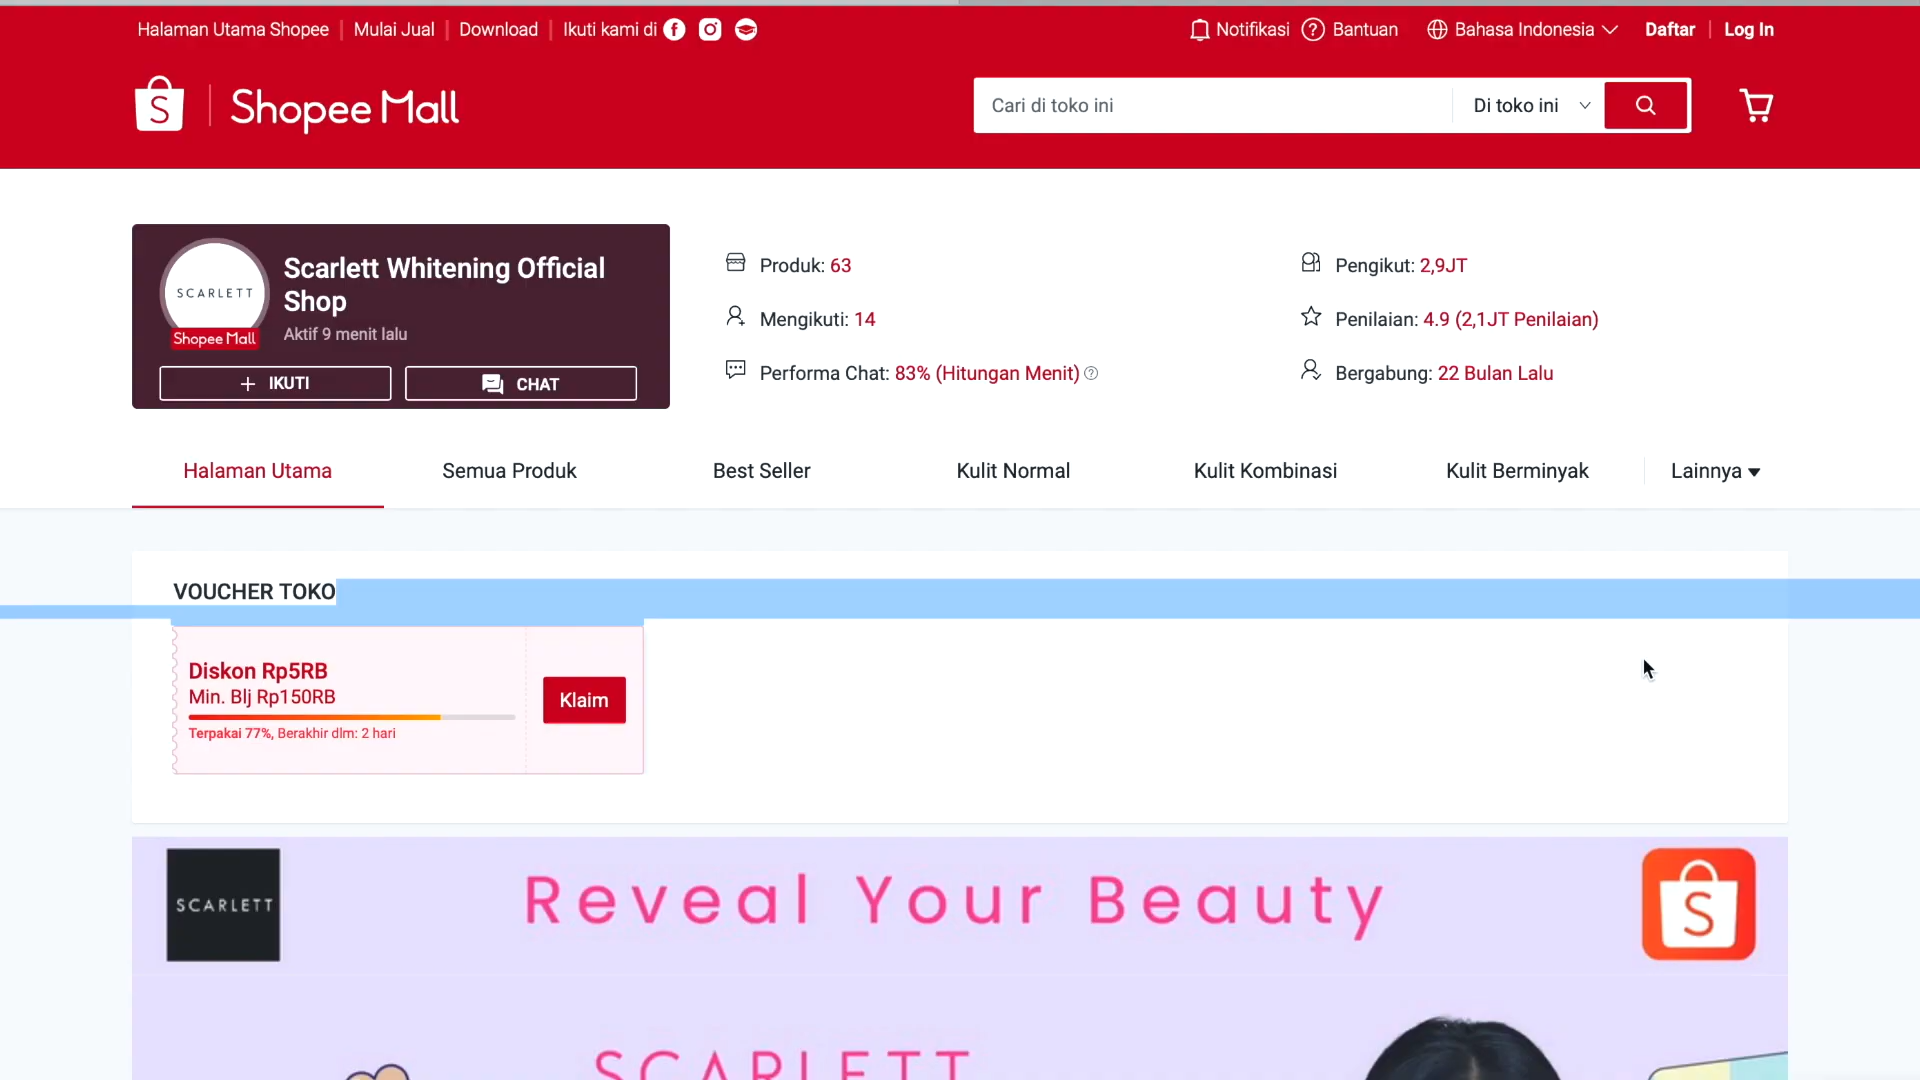 Halaman Utama Shopee Mulai Jual Download Ikuti kami di Notifikasi Bantuan Bahasa Indonesia Daftar Log In
Shopee Mall
Cari di toko ini Di toko ini
SCARLETT
Shopee Mall
Scarlett Whitening Official
Shop
Aktif 9 menit lalu
IKUTI CHAT
Produk: 63
Mengikuti: 14
Performa Chat: 83% (Hitungan Menit)
Pengikut: 2,9JT
Penilaian: 4.9 (2,1JT Penilaian)
Bergabung: 22 Bulan Lalu
Halaman Utama Semua Produk Best Seller Kulit Normal Kulit Kombinasi Kulit Berminyak Lainnya
VOUCHER TOKO
Diskon Rp5RB
Min. Blj Rp150RB
Terpakai 77%, Berakhir dlm: 2 hari
Klaim
SCARLETT
Reveal Your Beauty
SCARLETT